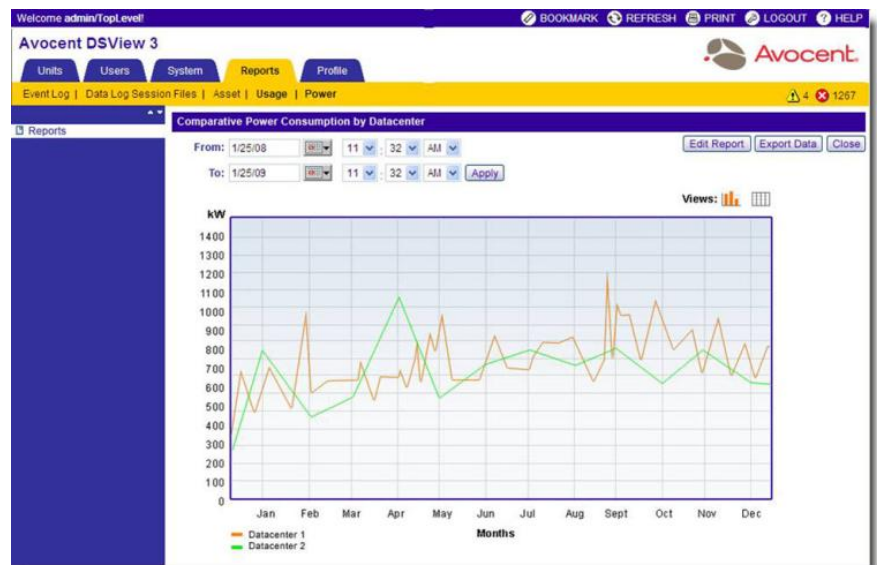 Welcome admin/TopLevel! BOOKMARK REFRESH PRINT LOGOUT HELP
Avocent DSView 3
Avocent.
Units Users System Reports Profile
Event Log | Data Log Session Files | Asset | Usage | Power 4 1267
Reports
Comparative Power Consumption by Datacenter
From: 1/25/08 11 : 32 AM Edit Report Export Data Close
To: 1/25/09 11 : 32 AM Apply
Views:
kW
1400
1300
1200
1100
1000
900
800
700
600
500
400
300
200
100
0
Jan Feb Mar Apr May Jun Jul Aug Sept Oct Nov Dec
Months
Datacenter 1
Datacenter 2